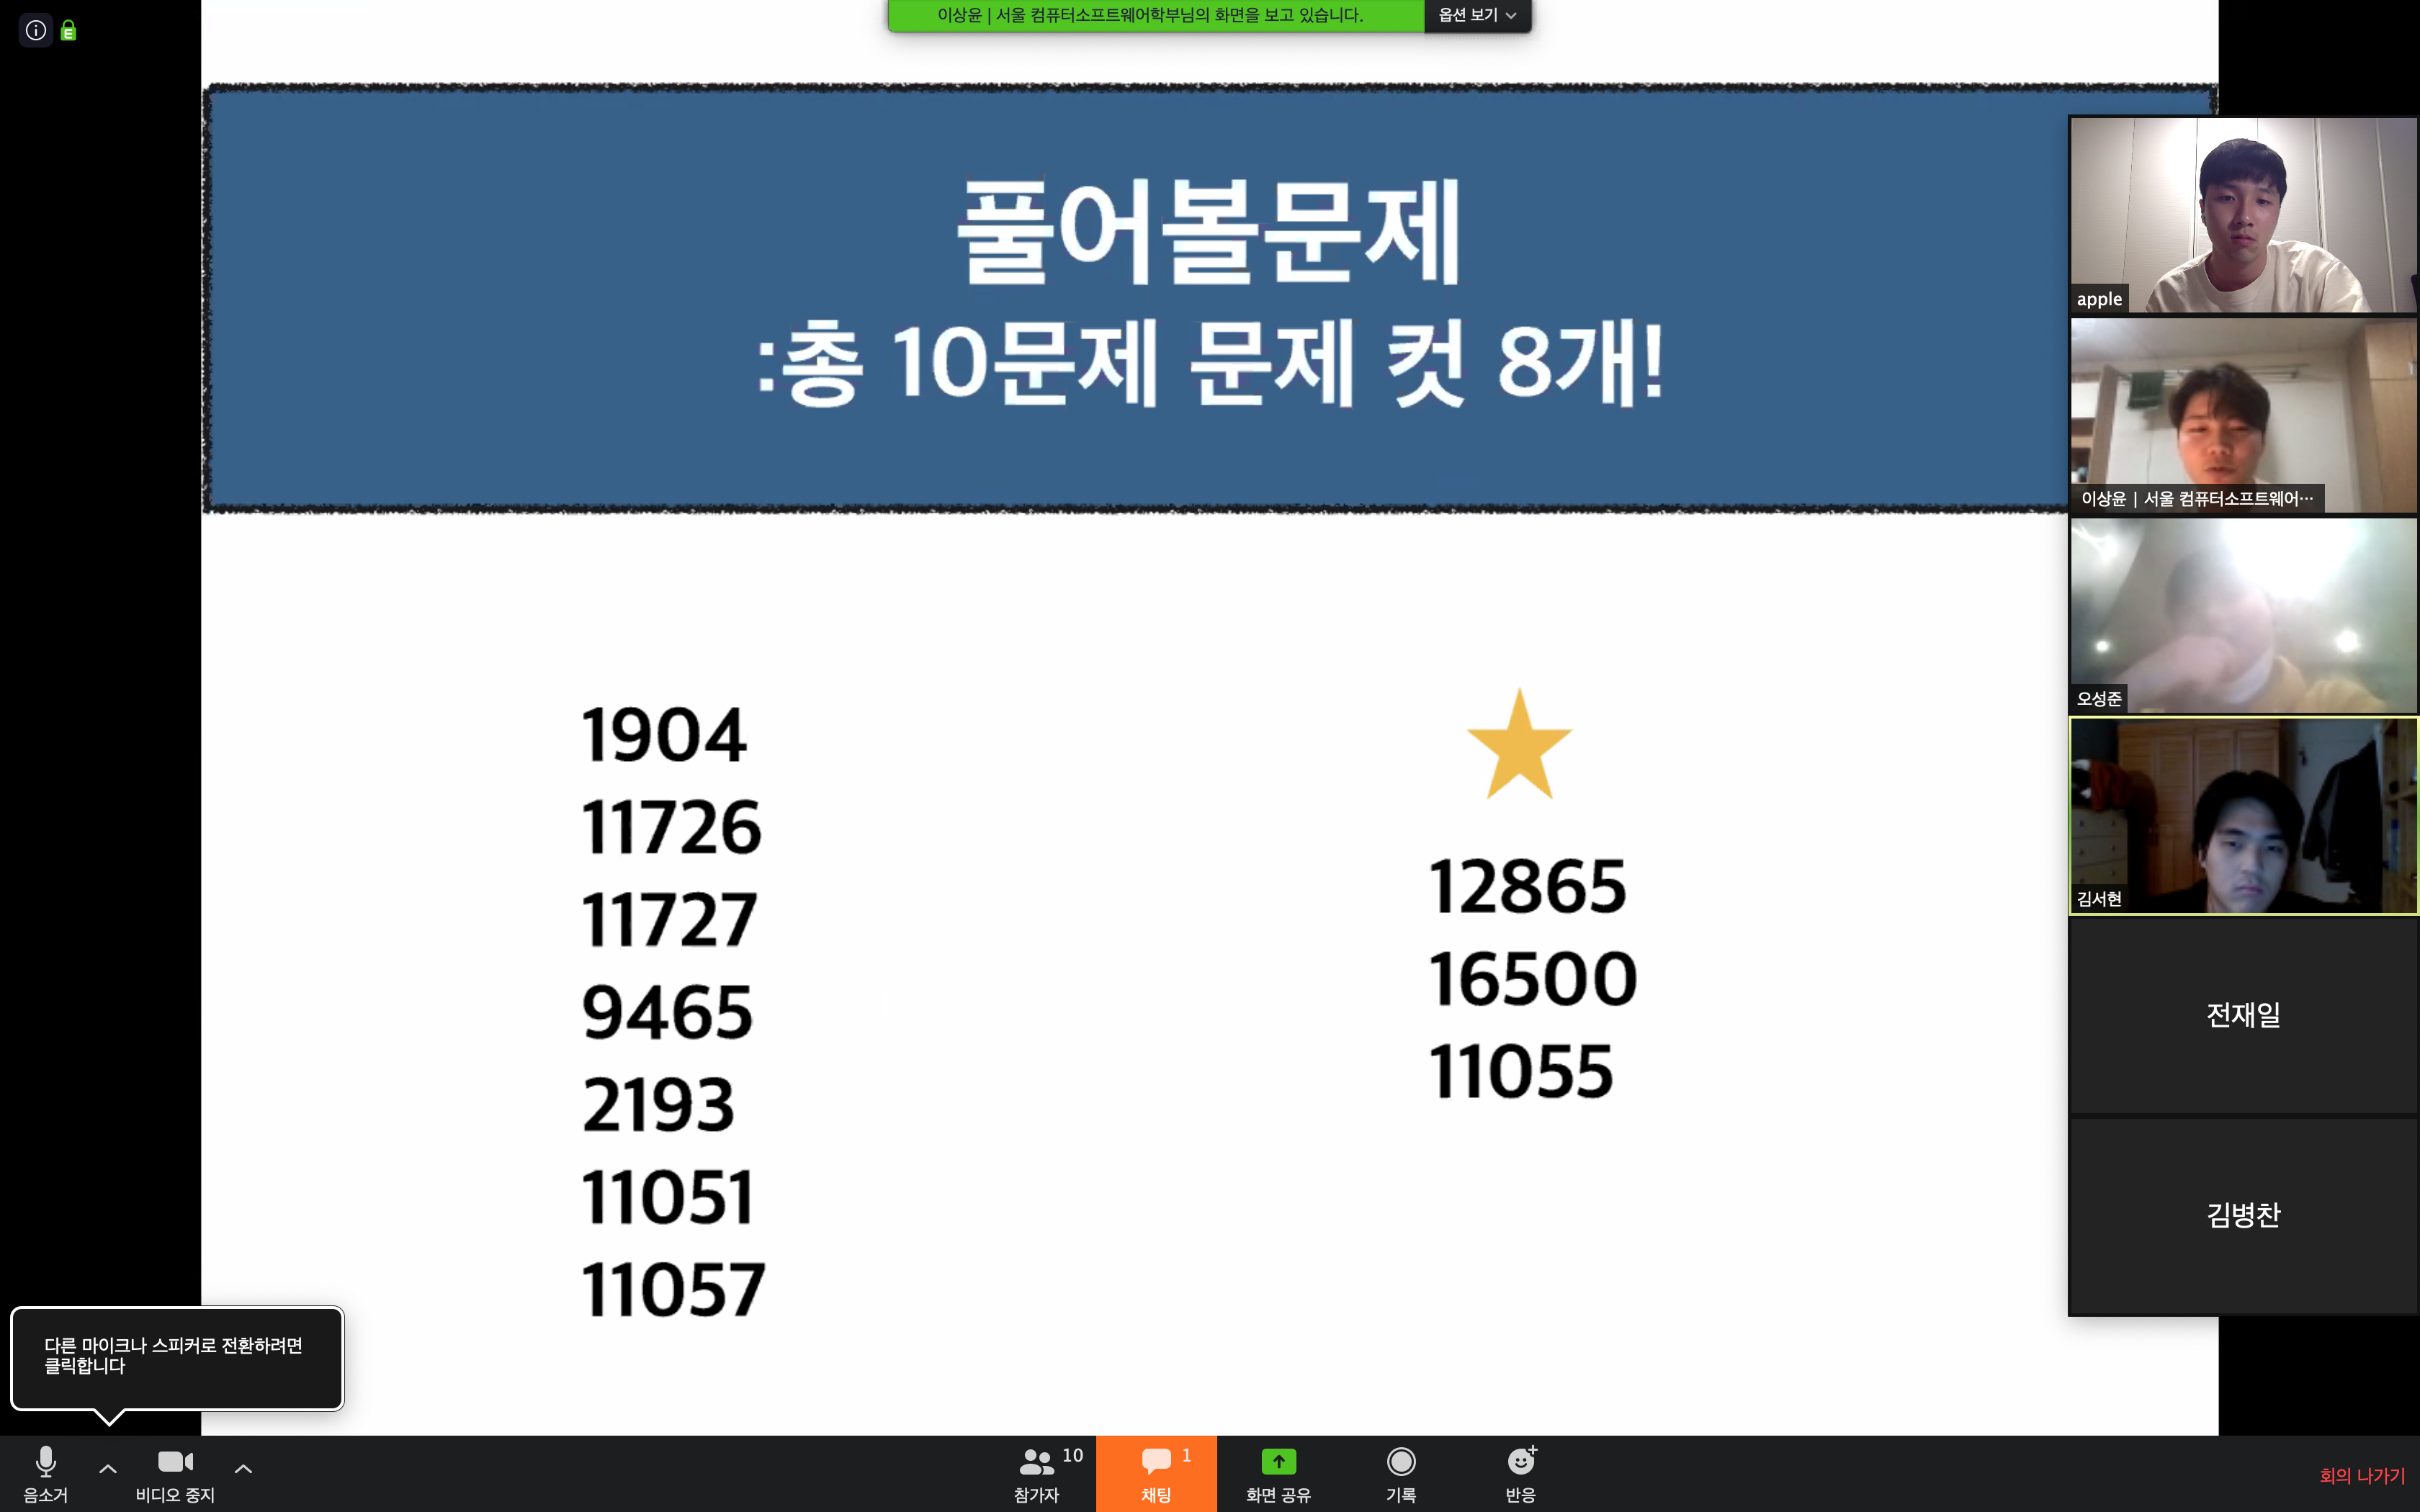 이상윤 | 서울 컴퓨터소프트웨어학부님의 화면을 보고 있습니다.
옵션 보기
E
풀어볼문제
:총 10문제 문제 컷 8개!
1904
11726
11727
9465
2193
11051
11057
12865
16500
11055
apple
이상윤 | 서울 컴퓨터소프트웨어…
오성준
김서현
전재일
김병찬
다른 마이크나 스피커로 전환하려면
클릭합니다
음소거
비디오 중지
참가자 10
채팅 1
화면 공유
기록
반응
회의 나가기